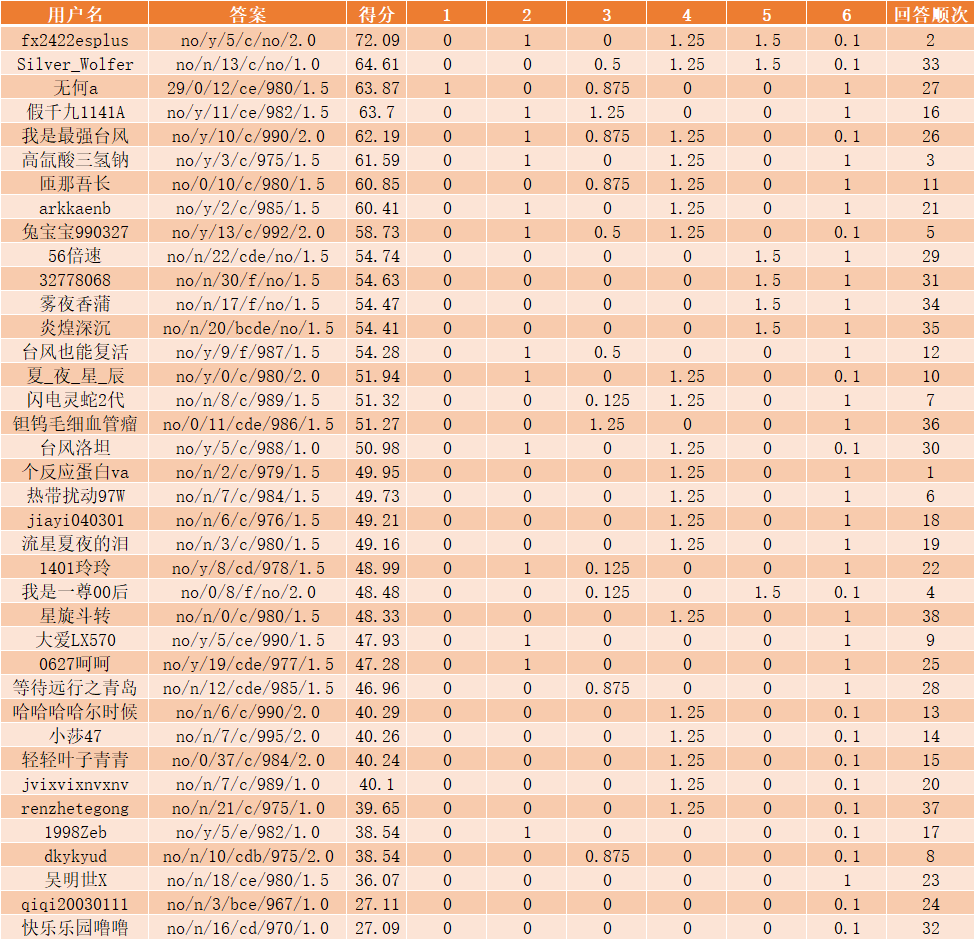 用户名 答案 得分 1 2 3 4 5 6 回答顺次
fx2422esplus no/y/5/c/no/2.0 72.09 0 1 0 1.25 1.5 0.1 2
Silver_Wolfer no/n/13/c/no/1.0 64.61 0 0 0.5 1.25 1.5 0.1 33
无何a 29/0/12/ce/980/1.5 63.87 1 0 0.875 0 0 1 27
假千九1141A no/y/11/ce/982/1.5 63.7 0 1 1.25 0 0 1 16
我是最强台风 no/y/10/c/990/2.0 62.19 0 1 0.875 1.25 0 0.1 26
高氙酸三氢钠 no/y/3/c/975/1.5 61.59 0 1 0 1.25 0 1 3
匝那吾长 no/0/10/c/980/1.5 60.85 0 0 0.875 1.25 0 1 11
arkkaenb no/y/2/c/985/1.5 60.41 0 1 0 1.25 0 1 21
兔宝宝990327 no/y/13/c/992/2.0 58.73 0 1 0.5 1.25 0 0.1 5
56倍速 no/n/22/cde/no/1.5 54.74 0 0 0 0 1.5 1 29
32778068 no/n/30/f/no/1.5 54.63 0 0 0 0 1.5 1 31
雾夜香蒲 no/n/17/f/no/1.5 54.47 0 0 0 0 1.5 1 34
炎煌深沉 no/n/20/bcde/no/1.5 54.41 0 0 0 0 1.5 1 35
台风也能复活 no/y/9/f/987/1.5 54.28 0 1 0.5 0 0 1 12
夏_夜_星_辰 no/y/0/c/980/2.0 51.94 0 1 0 1.25 0 0.1 10
闪电灵蛇2代 no/n/8/c/989/1.5 51.32 0 0 0.125 1.25 0 1 7
钽钨毛细血管瘤 no/0/11/cde/986/1.5 51.27 0 0 1.25 0 0 1 36
台风洛坦 no/y/5/c/988/1.0 50.98 0 1 0 1.25 0 0.1 30
个反应蛋白va no/n/2/c/979/1.5 49.95 0 0 0 1.25 0 1 1
热带扰动97W no/n/7/c/984/1.5 49.73 0 0 0 1.25 0 1 6
jiayi040301 no/n/6/c/976/1.5 49.21 0 0 0 1.25 0 1 18
流星夏夜的泪 no/n/3/c/980/1.5 49.16 0 0 0 1.25 0 1 19
1401玲玲 no/y/8/cd/978/1.5 48.99 0 1 0.125 0 0 1 22
我是一尊00后 no/0/8/f/no/2.0 48.48 0 0 0.125 0 1.5 0.1 4
星旋斗转 no/n/0/c/980/1.5 48.33 0 0 0 1.25 0 1 38
大爱LX570 no/y/5/ce/990/1.5 47.93 0 1 0 0 0 1 9
0627呵呵 no/y/19/cde/977/1.5 47.28 0 1 0 0 0 1 25
等待远行之青岛 no/n/12/cde/985/1.5 46.96 0 0 0.875 0 0 1 28
哈哈哈哈尔时候 no/n/6/c/990/2.0 40.29 0 0 0 1.25 0 0.1 13
小莎47 no/n/7/c/995/2.0 40.26 0 0 0 1.25 0 0.1 14
轻轻叶子青青 no/0/37/c/984/2.0 40.24 0 0 0 1.25 0 0.1 15
jvixvixnvxnv no/n/7/c/989/1.0 40.1 0 0 0 1.25 0 0.1 20
renzhetegong no/n/21/c/975/1.0 39.65 0 0 0 1.25 0 0.1 37
1998Zeb no/y/5/e/982/1.0 38.54 0 1 0 0 0 0.1 17
dkykyud no/n/10/cdb/975/2.0 38.54 0 0 0.875 0 0 0.1 8
吴明世X no/n/18/ce/980/1.5 36.07 0 0 0 0 0 1 23
qiqi20030111 no/n/3/bce/967/1.0 27.11 0 0 0 0 0 0.1 24
快乐乐园噜噜 no/n/16/cd/970/1.0 27.09 0 0 0 0 0 0.1 32